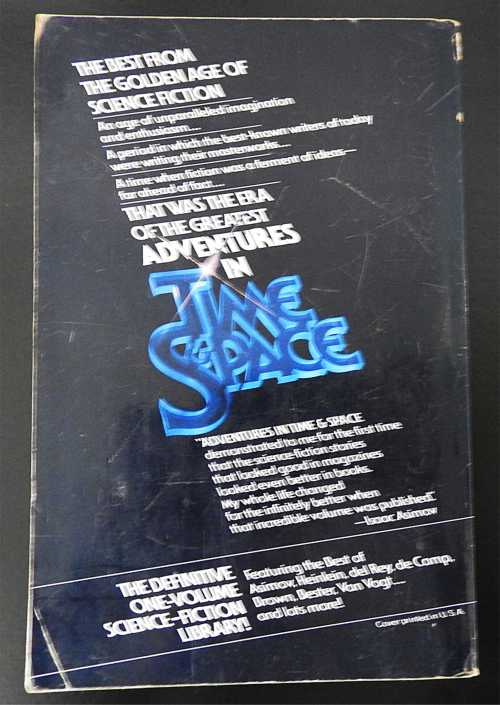 THE BEST FROM
THE GOLDEN AGE OF
SCIENCE FICTION
An age of unparalleled imagination
and enthusiasm....
A period in which the best-known writers of today
were writing their masterworks....
A time when fiction was a ferment of ideas—
far ahead of fact....
THAT WAS THE ERA
OF THE GREATEST
ADVENTURES
IN
TIME
& SPACE
"ADVENTURES IN TIME & SPACE
demonstrated to me for the first time
that the science fiction stories
that looked good in magazines
looked even better in books.
My whole life changed
for the infinitely better when
that incredible volume was published."
—Isaac Asimov
THE DEFINITIVE
ONE-VOLUME
SCIENCE-FICTION
LIBRARY!
Featuring the Best of
Asimov, Heinlein, del Rey, de Camp,
Brown, Bester, Van Vogt....
and lots more!!
Cover printed in U.S.A.